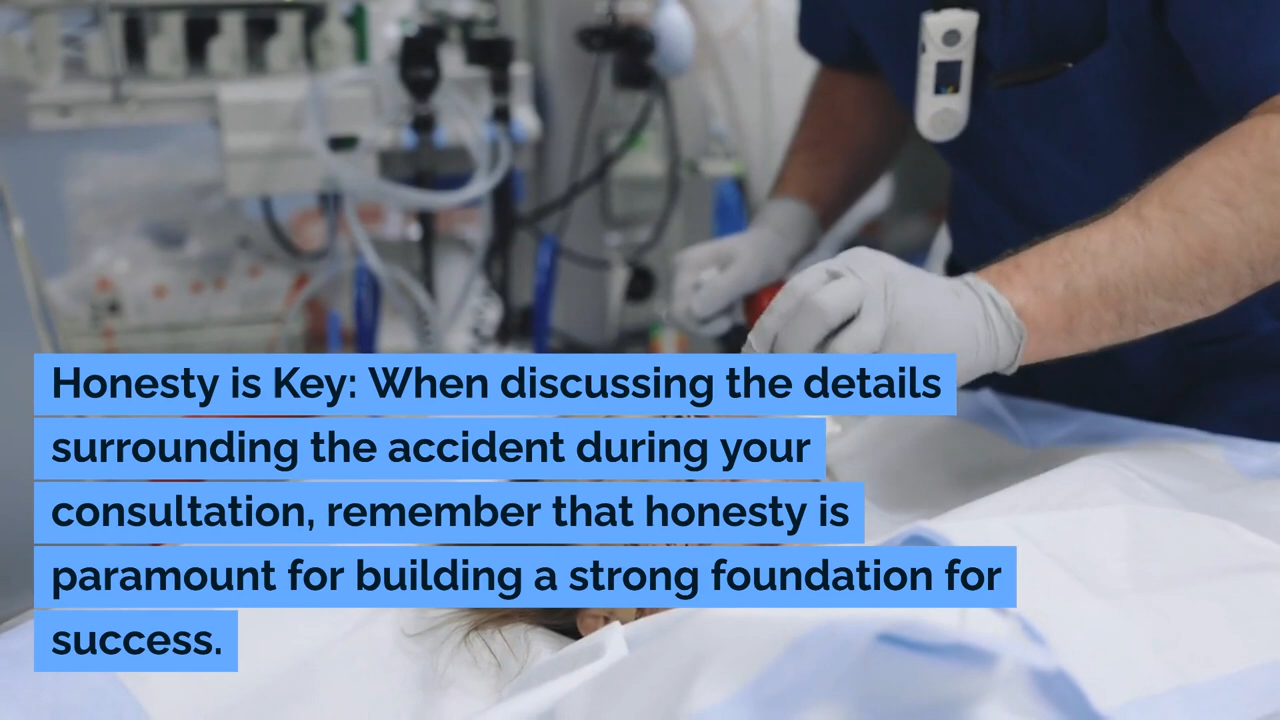 Honesty is Key: When discussing the details
surrounding the accident during your
consultation, remember that honesty is
paramount for building a strong foundation for
success.